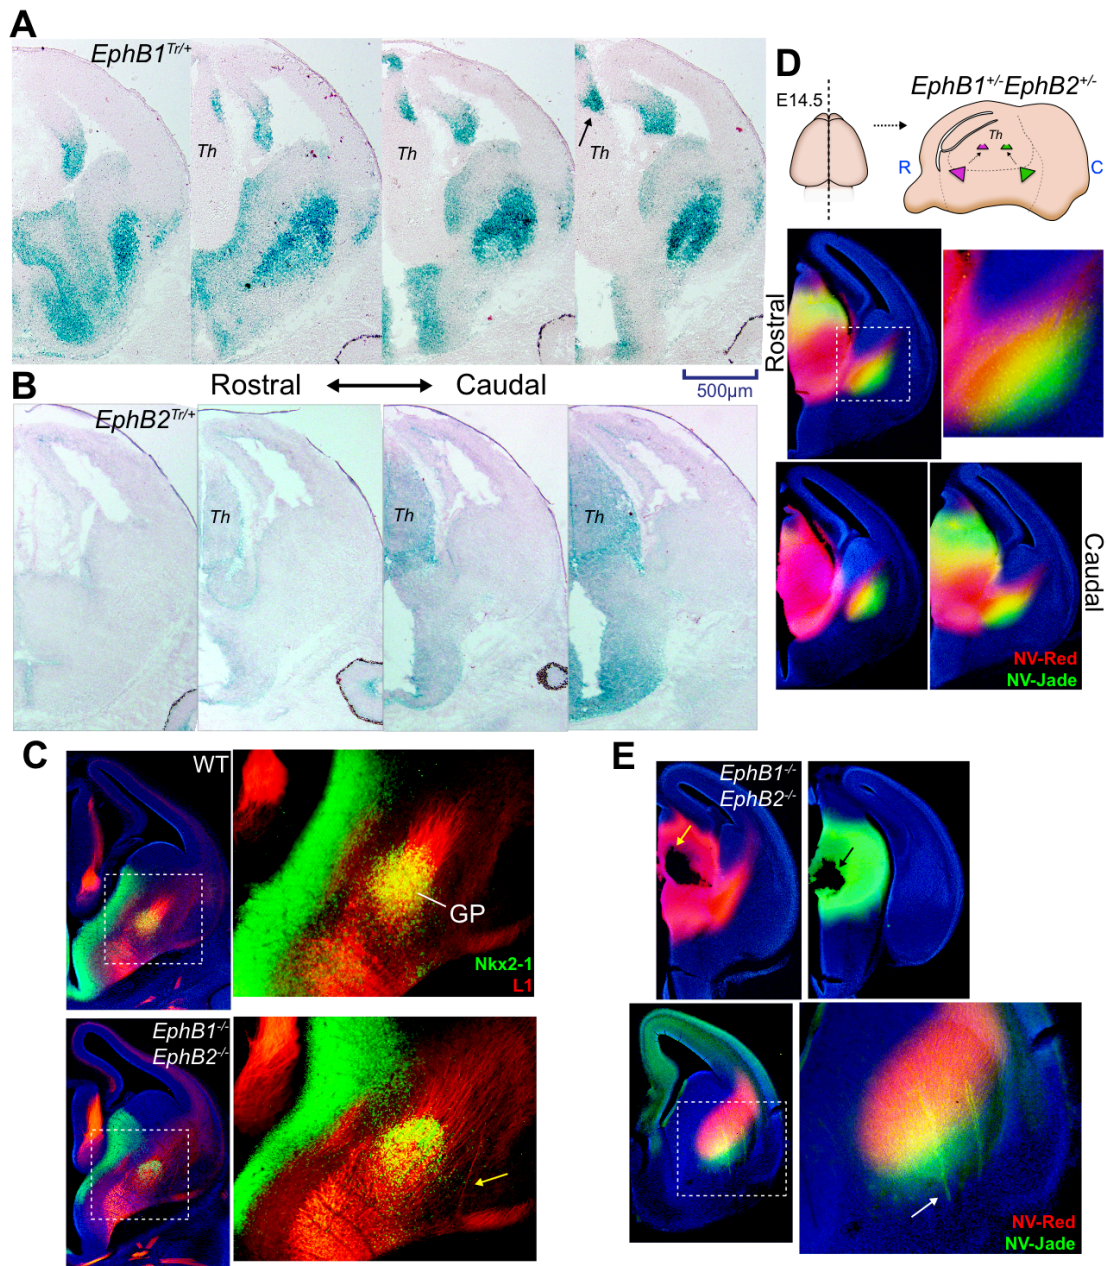 A
EphB1Tr/+
Th
Th
Th
Rostral
Caudal
500µm
B
EphB2Tr/+
Th
Th
Th
C
WT
GP
Nkx2-1
L1
EphB1-/-
EphB2-/-
D
E14.5
EphB1+/-EphB2+/-
Th
R
C
Rostral
Caudal
NV-Red
NV-Jade
E
EphB1-/-
EphB2-/-
NV-Red
NV-Jade